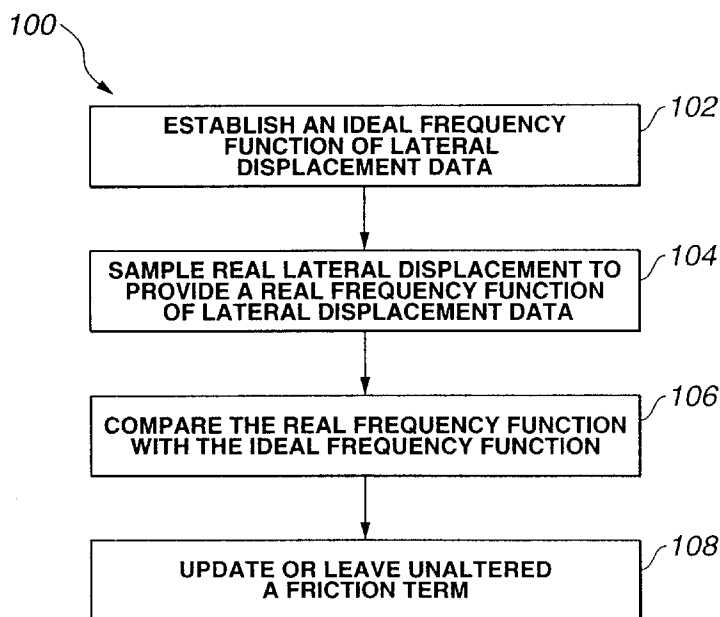 100
102
ESTABLISH AN IDEAL FREQUENCY
FUNCTION OF LATERAL
DISPLACEMENT DATA
104
SAMPLE REAL LATERAL DISPLACEMENT TO
PROVIDE A REAL FREQUENCY FUNCTION
OF LATERAL DISPLACEMENT DATA
106
COMPARE THE REAL FREQUENCY FUNCTION
WITH THE IDEAL FREQUENCY FUNCTION
108
UPDATE OR LEAVE UNALTERED
A FRICTION TERM